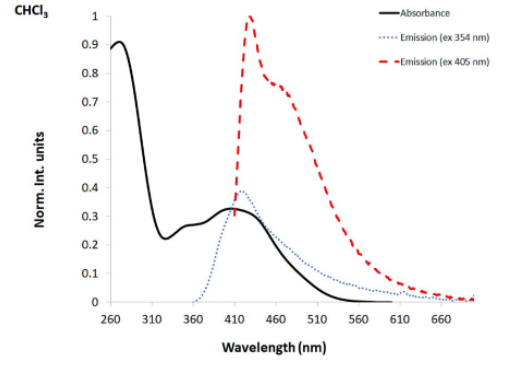 CHCl₃
Absorbance
Emission (ex 354 nm)
Emission (ex 405 nm)
Norm. Int. units
1
0.9
0.8
0.7
0.6
0.5
0.4
0.3
0.2
0.1
0
260 310 360 410 460 510 560 610 660
Wavelength (nm)